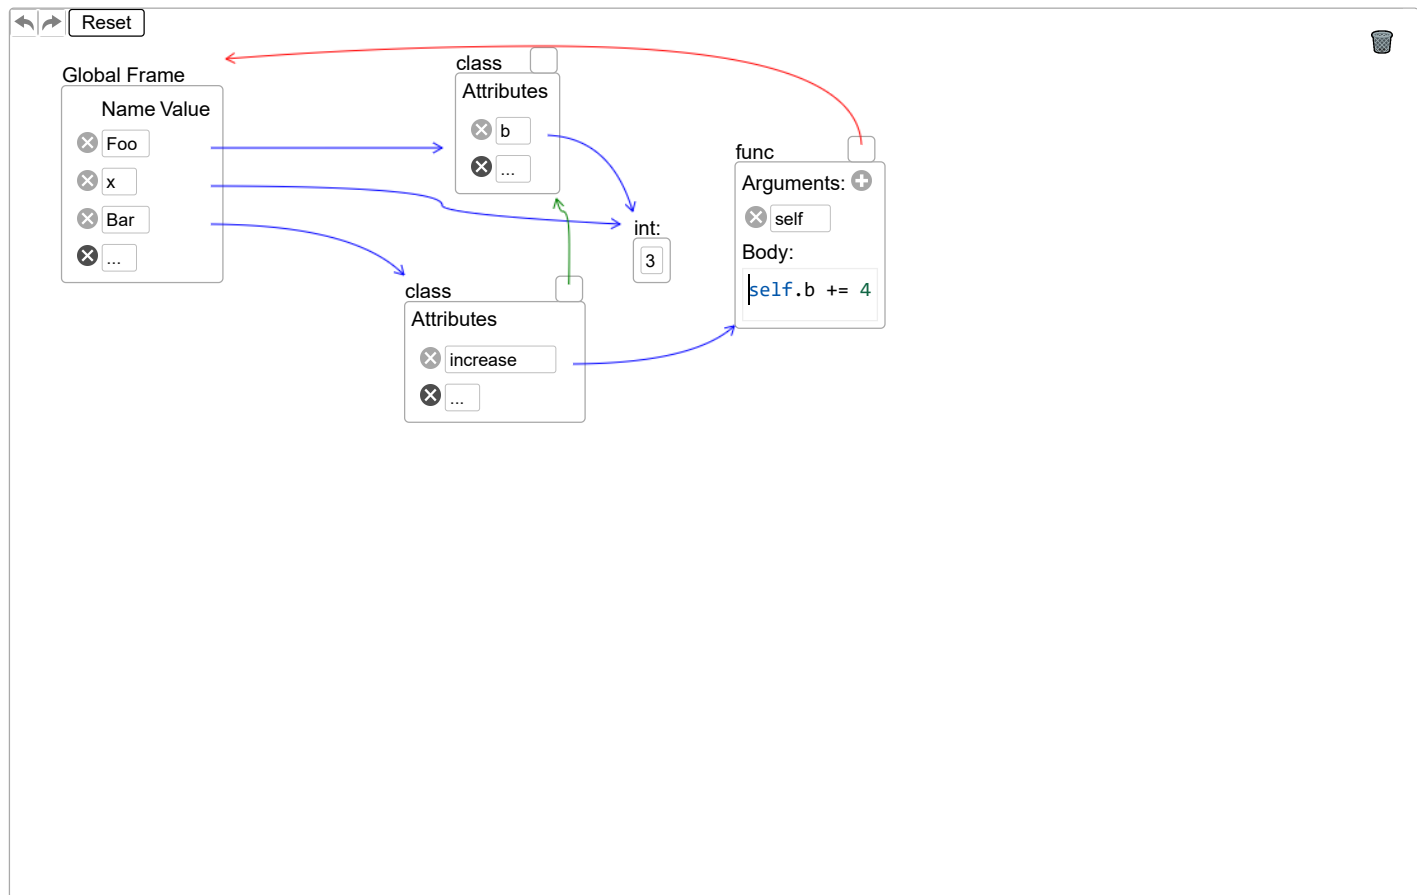 Reset
Global Frame
Name Value
Foo
x
Bar
...
class
Attributes
b
...
int:
3
class
Attributes
increase
...
func
Arguments:
self
Body:
self.b += 4